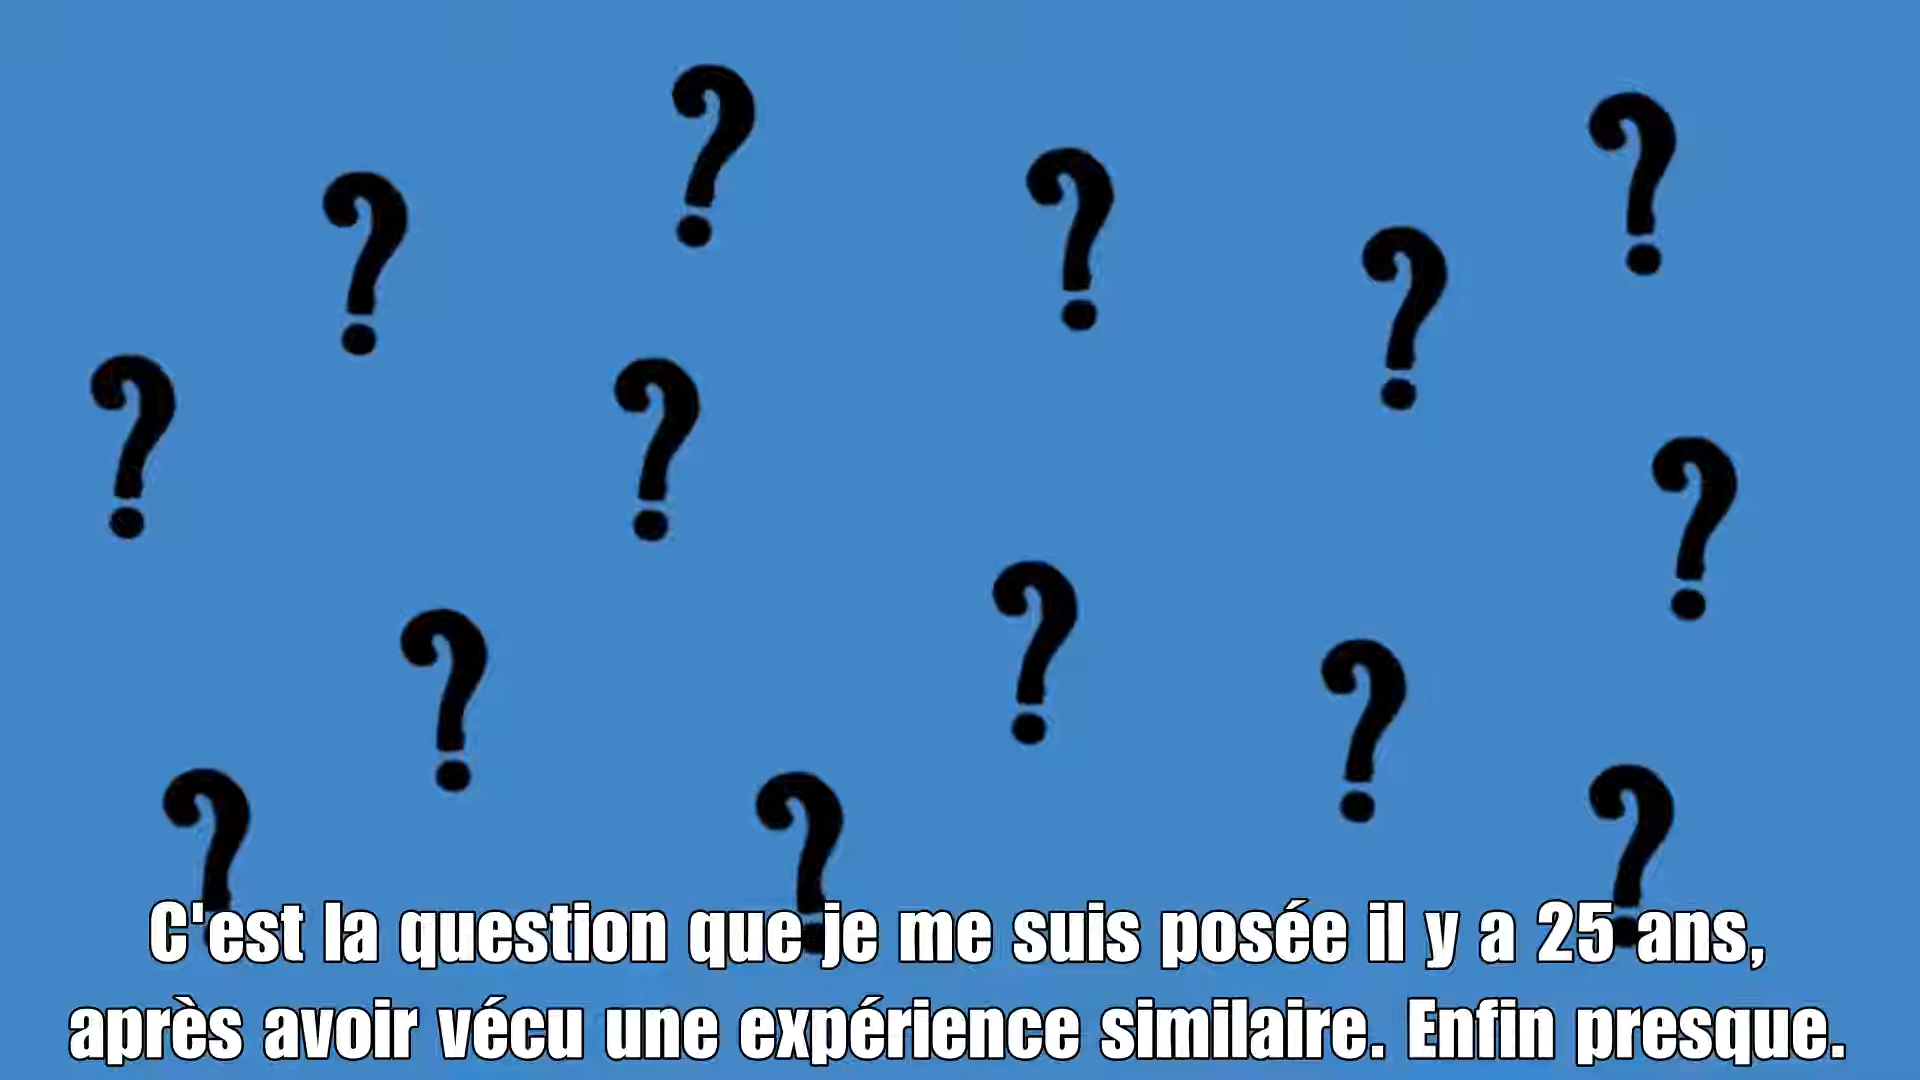 ? ? ? ?
? ?
? ? ?
? ? ?
? ? ?
C'est la question que je me suis posée il y a 25 ans,
après avoir vécu une expérience similaire. Enfin presque.